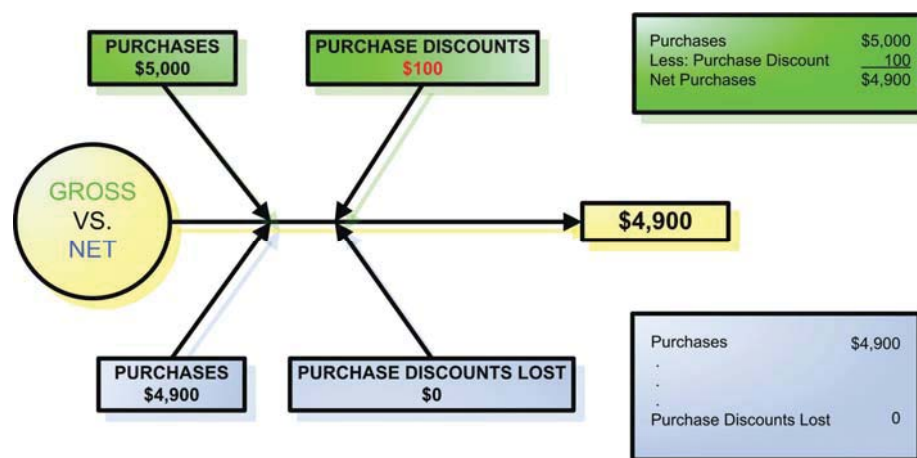 PURCHASES
$5,000
PURCHASE DISCOUNTS
$100
Purchases $5,000
Less: Purchase Discount 100
Net Purchases $4,900
GROSS
VS.
NET
$4,900
PURCHASES
$4,900
PURCHASE DISCOUNTS LOST
$0
Purchases $4,900
.
.
.
Purchase Discounts Lost 0